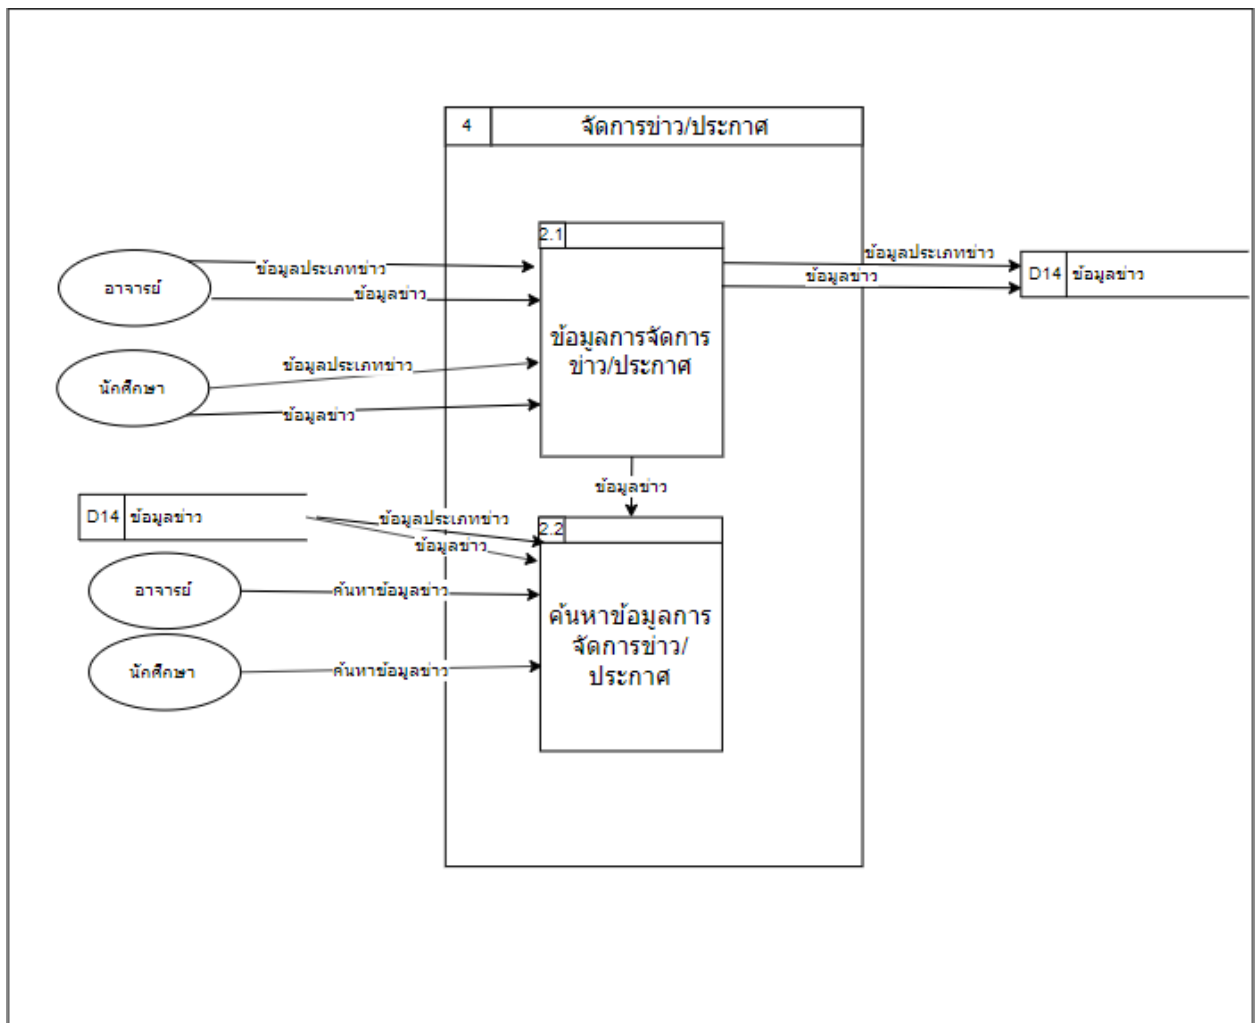 4
จัดการข่าว/ประกาศ
2.1
ข้อมูลประเภทข่าว
ข้อมูลประเภทข่าว
อาจารย์
ข้อมูลข่าว
ข้อมูลข่าว
D14
ข้อมูลข่าว
ข้อมูลการจัดการ
ข่าว/ประกาศ
ข้อมูลประเภทข่าว
นักศึกษา
ข้อมูลข่าว
ข้อมูลข่าว
D14
ข้อมูลข่าว
ข้อมูลประเภทข่าว
2.2
ข้อมูลข่าว
อาจารย์
ค้นหาข้อมูลข่าว
ค้นหาข้อมูลการ
จัดการข่าว/
ประกาศ
นักศึกษา
ค้นหาข้อมูลข่าว